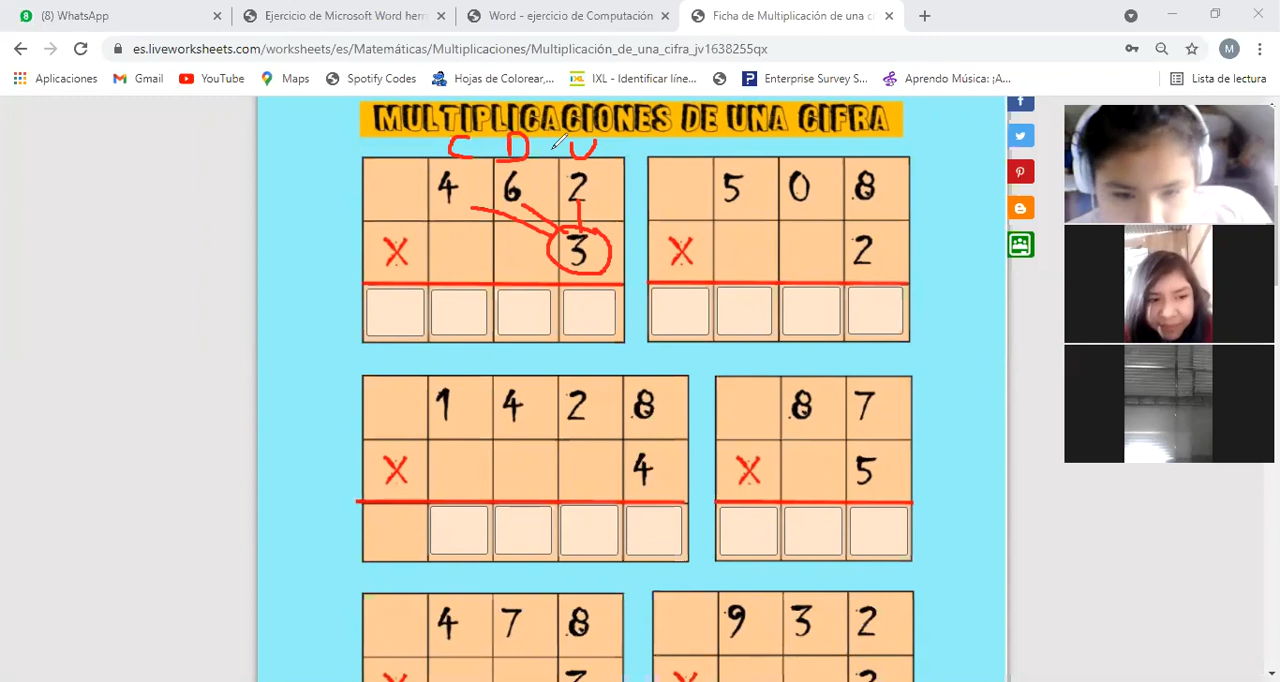 (8) WhatsApp
Ejercicio de Microsoft Word herr
Word - ejercicio de Computación
Ficha de Multiplicación de una ci
es.liveworksheets.com/worksheets/es/Matemáticas/Multiplicaciones/Multiplicación_de_una_cifra_jv1638255qx
M
Aplicaciones
Gmail
YouTube
Maps
Spotify Codes
Hojas de Colorear,...
IXL - Identificar líne...
Enterprise Survey S...
Aprendo Música: ¡A...
Lista de lectura
MULTIPLICACIONES DE UNA CIFRA
C D U
4 6 2
X 3
5 0 8
X 2
1 4 2 8
X 4
8 7
X 5
4 7 8
9 3 2